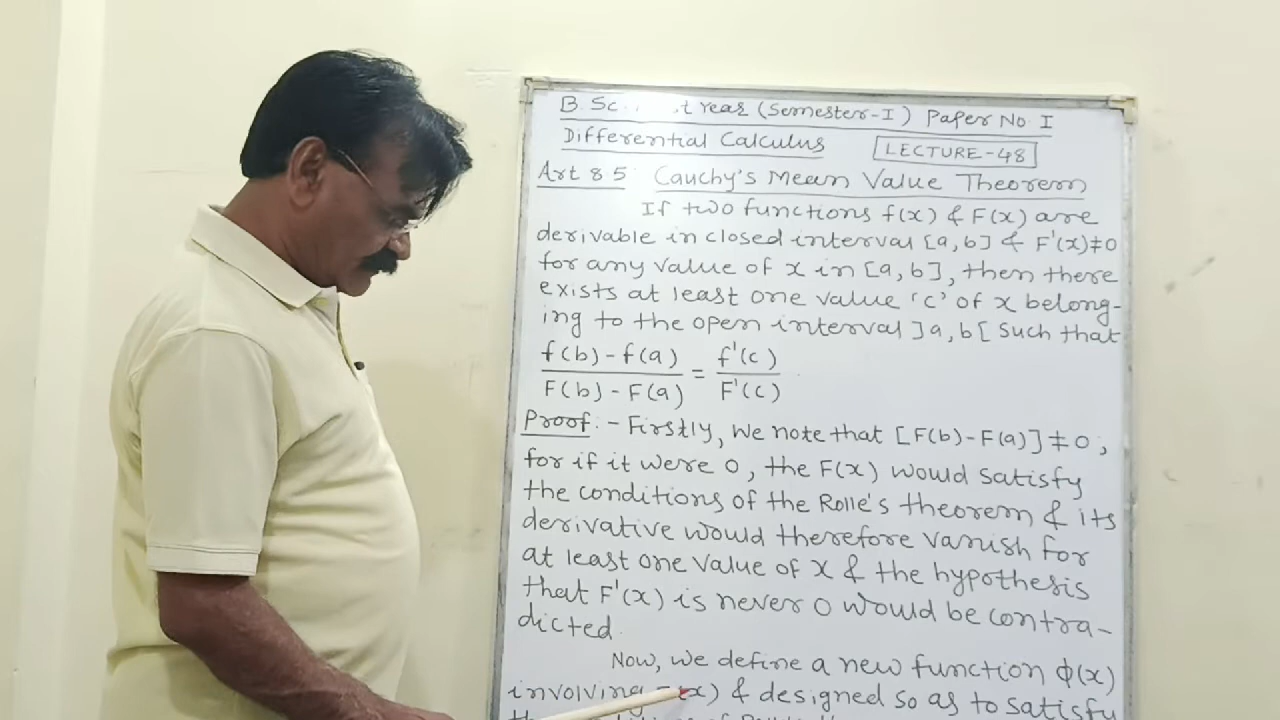 B. Sc. t Year (Semester-I) Paper No. I
Differential Calculus LECTURE-48
Art 8.5 Cauchy's Mean Value Theorem
If two functions f(x) & F(x) are
derivable in closed interval [a,b] & F'(x)≠0
for any value of x in [a,b], then there
exists at least one value 'c' of x belong-
ing to the open interval ]a,b[ such that
f(b)-f(a) / F(b)-F(a) = f'(c) / F'(c)
Proof:- Firstly, we note that [F(b)-F(a)]≠0;
for if it were 0, the F(x) would satisfy
the conditions of the Rolle's theorem & its
derivative would therefore vanish for
at least one value of x & the hypothesis
that F'(x) is never 0 would be contra-
dicted.
Now, we define a new function φ(x)
involving (x) & designed so as to satisfy